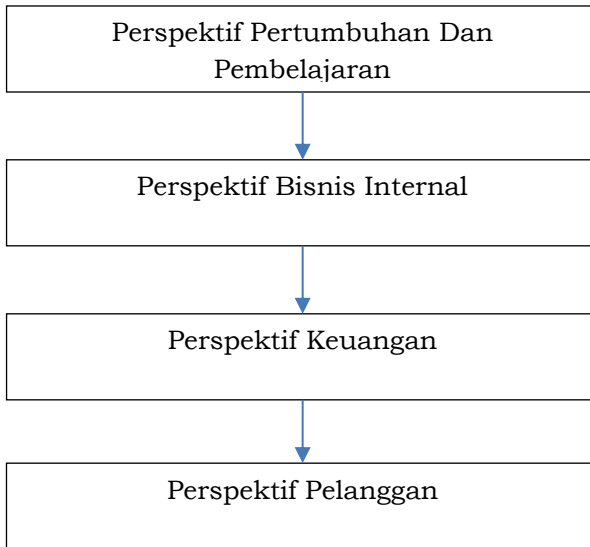 Perspektif Pertumbuhan Dan
Pembelajaran
Perspektif Bisnis Internal
Perspektif Keuangan
Perspektif Pelanggan